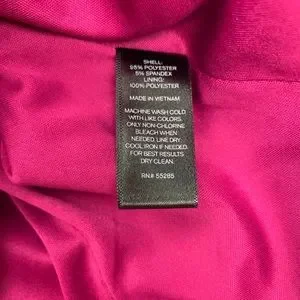 SHELL:
95% POLYESTER
5% SPANDEX
LINING:
100% POLYESTER
MADE IN VIETNAM
MACHINE WASH COLD
WITH LIKE COLORS.
ONLY NON-CHLORINE
BLEACH WHEN
NEEDED. LINE DRY.
COOL IRON IF NEEDED.
FOR BEST RESULTS
DRY CLEAN.
RN# 55285